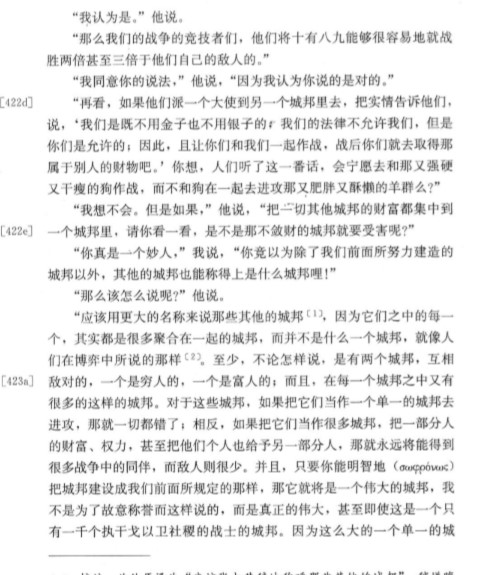 “我认为是。”他说。
“那么我们的战争的竞技者们，他们将十有八九能够很容易地就战
胜两倍甚至三倍于他们自己的敌人的。”
“我同意你的说法，”他说，“因为我认为你说的是对的。”
[422d] “再看，如果他们派一个大使到另一个城邦里去，把实情告诉他们，
说，‘我们是既不用金子也不用银子的， 我们的法律不允许我们，但是
你们是允许的；因此，且让你们和我们一起作战，战后你们就去取得那
属于别人的财物吧。’你想，人们听了这一番话，会宁愿去和那又强硬
又干瘦的狗作战，而不和狗在一起去进攻那又肥胖又酥懒的羊群么？”
“我想不会。但是如果，”他说，“把一切其他城邦的财富都集中到
[422e] 一个城邦里，请你看一看，是不是那不敛财的城邦就要受害呢？”
“你真是一个妙人，”我说，“你竟以为除了我们前面所努力建造的
城邦以外，其他的城邦也能称得上是什么城邦哩！”
“那么该怎么说呢？”他说。
“应该用更大的名称来说那些其他的城邦〔1〕，因为它们之中的每一
个，其实都是很多聚合在一起的城邦，而并不是什么一个城邦，就像人
们在博弈中所说的那样〔2〕。至少，不论怎样说，是有两个城邦，互相
[423a] 敌对的，一个是穷人的，一个是富人的；而且，在每一个城邦之中又有
很多的这样的城邦。对于这些城邦，如果把它们当作一个单一的城邦去
进攻，那就一切都错了；相反，如果把它们当作很多城邦，把一部分人
的财富、权力，甚至把他们个人也给予另一部分人，那就永远将能得到
很多战争中的同伴，而敌人则很少。并且，只要你能明智地（σωφρόνως）
把城邦建设成我们前面所规定的那样，那它就将是一个伟大的城邦，我
不是为了故意称誉而这样说的，而是真正的伟大，甚至即使这是一个只
有一千个执干戈以卫社稷的战士的城邦。因为这么大的一个单一的城